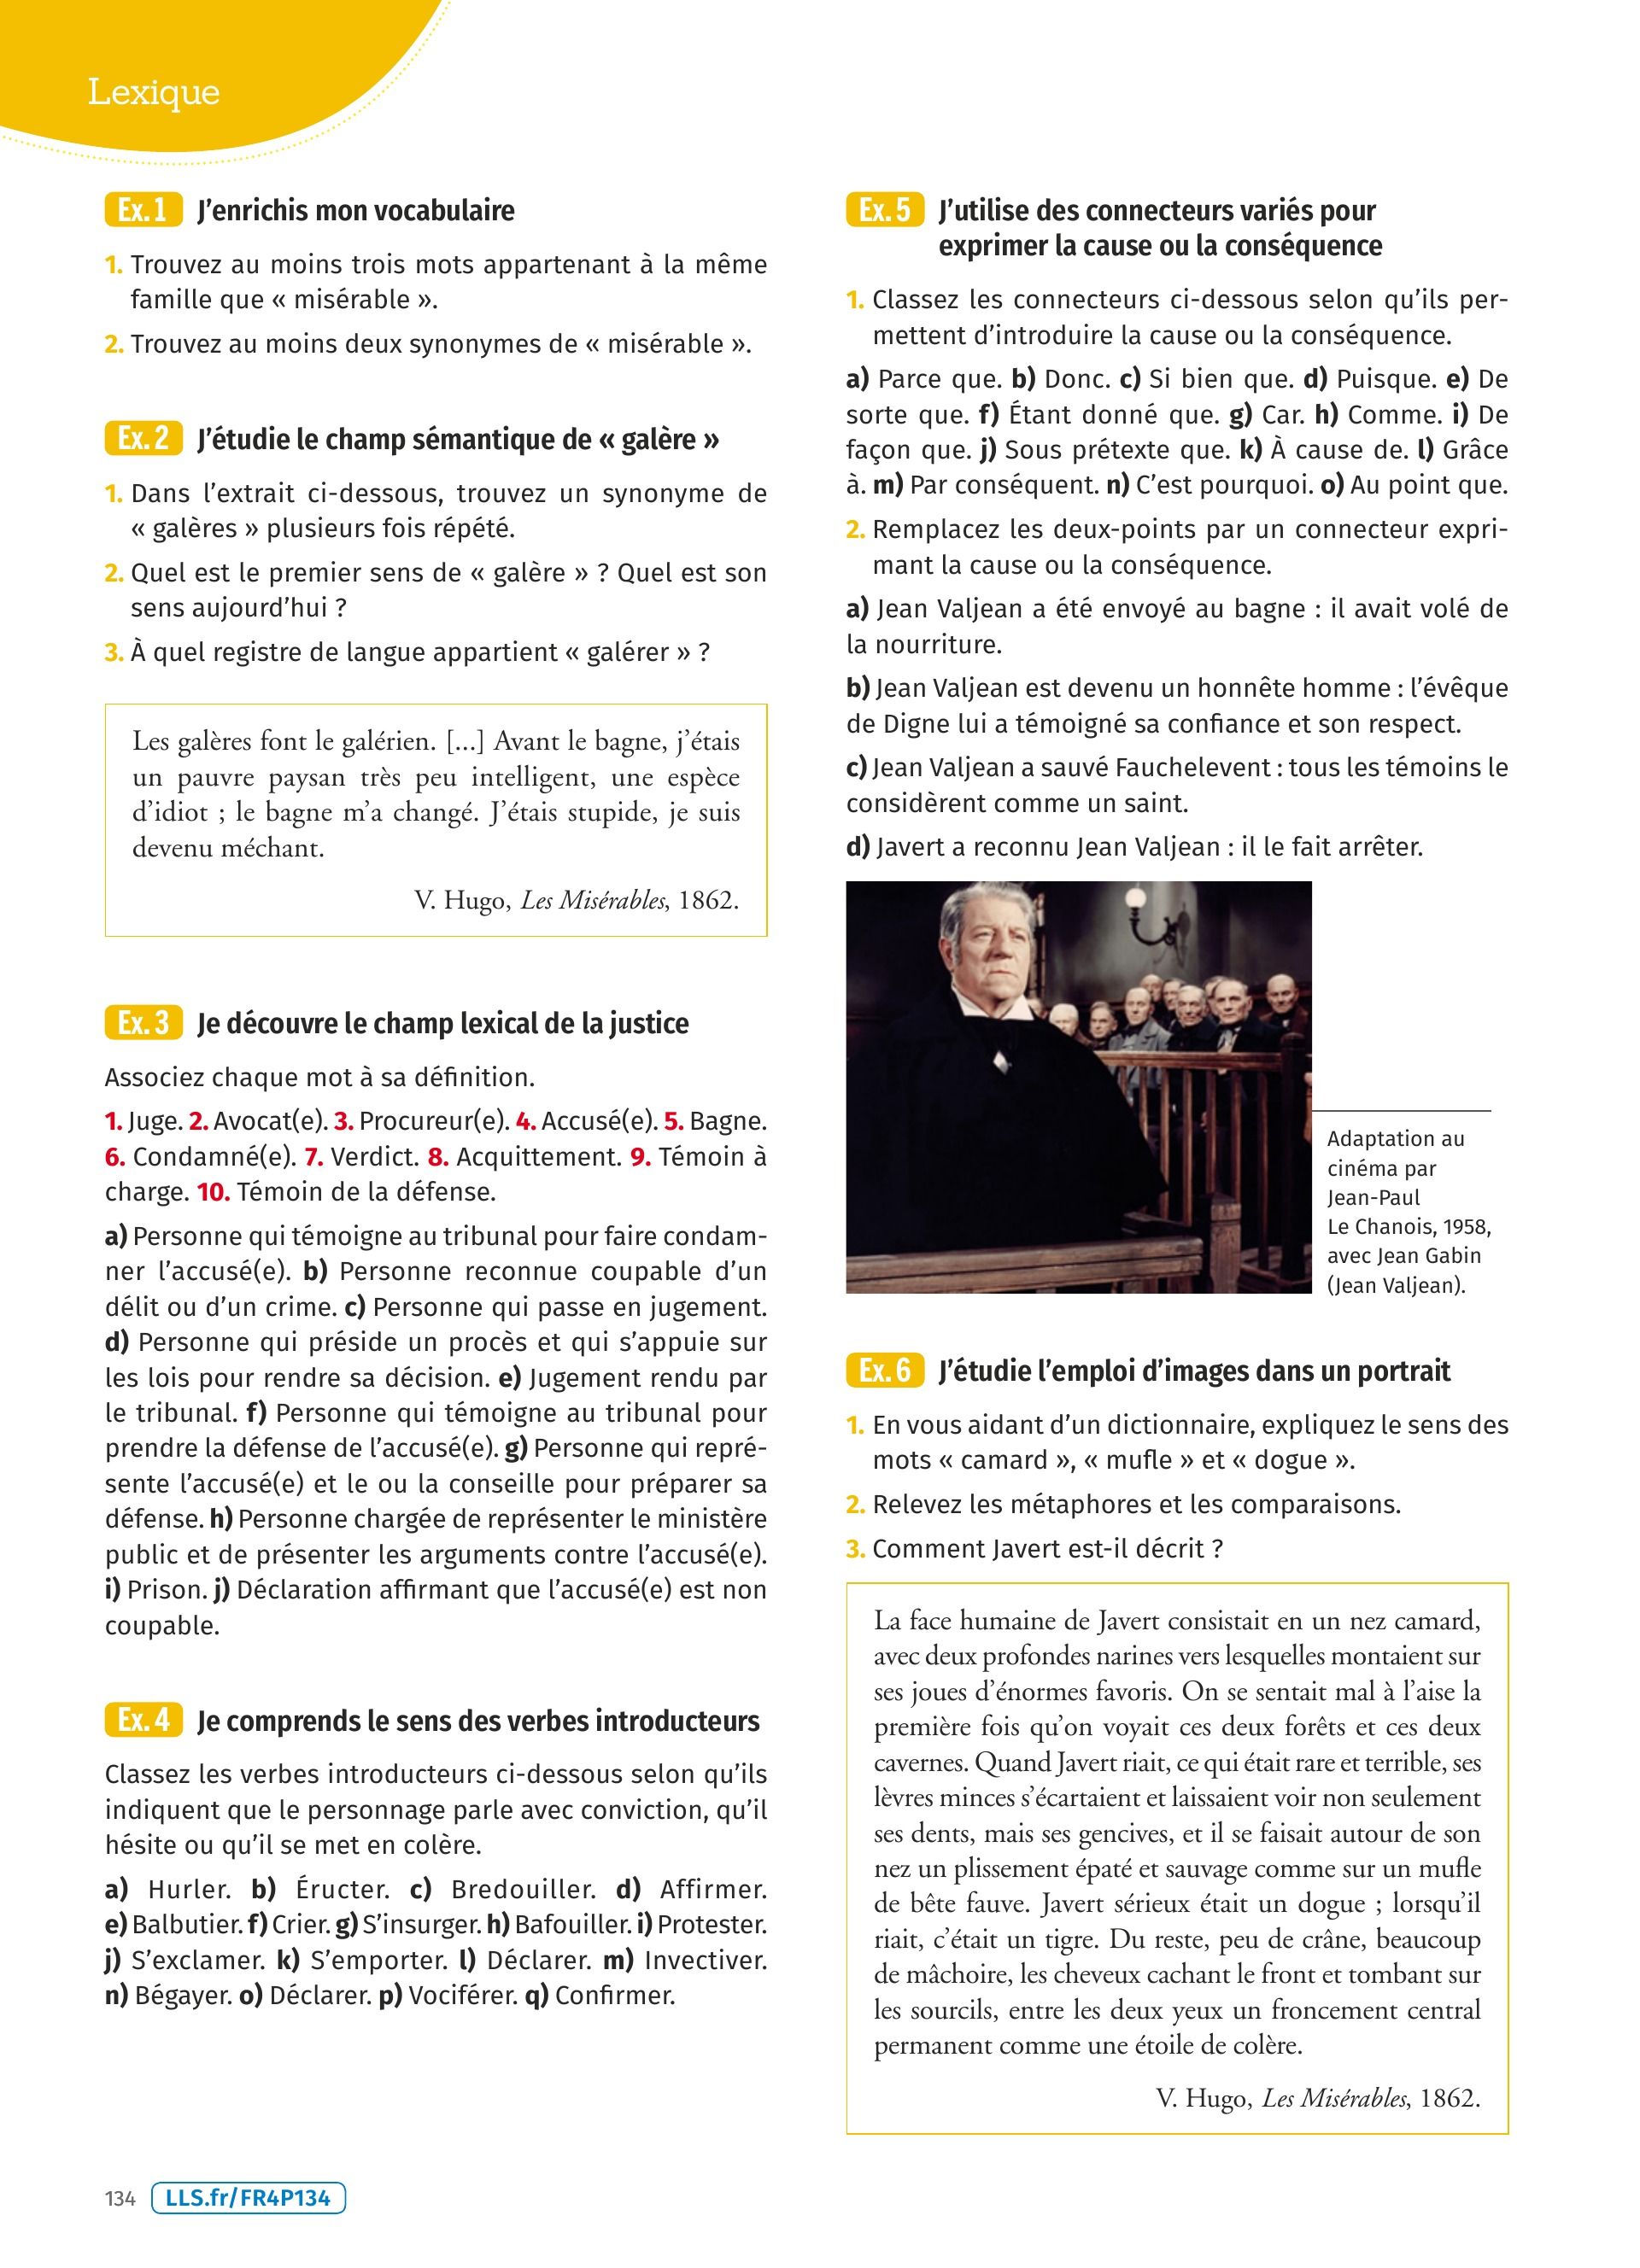 Lexique
Ex. 1 J’enrichis mon vocabulaire
1. Trouvez au moins trois mots appartenant à la même
famille que « misérable ».
2. Trouvez au moins deux synonymes de « misérable ».
Ex. 2 J’étudie le champ sémantique de « galère »
1. Dans l’extrait ci-dessous, trouvez un synonyme de
« galères » plusieurs fois répété.
2. Quel est le premier sens de « galère » ? Quel est son
sens aujourd’hui ?
3. À quel registre de langue appartient « galérer » ?
Les galères font le galérien. [...] Avant le bagne, j’étais
un pauvre paysan très peu intelligent, une espèce
d’idiot ; le bagne m’a changé. J’étais stupide, je suis
devenu méchant.
V. Hugo, Les Misérables, 1862.
Ex. 3 Je découvre le champ lexical de la justice
Associez chaque mot à sa définition.
1. Juge. 2. Avocat(e). 3. Procureur(e). 4. Accusé(e). 5. Bagne.
6. Condamné(e). 7. Verdict. 8. Acquittement. 9. Témoin à
charge. 10. Témoin de la défense.
a) Personne qui témoigne au tribunal pour faire condam-
ner l’accusé(e). b) Personne reconnue coupable d’un
délit ou d’un crime. c) Personne qui passe en jugement.
d) Personne qui préside un procès et qui s’appuie sur
les lois pour rendre sa décision. e) Jugement rendu par
le tribunal. f) Personne qui témoigne au tribunal pour
prendre la défense de l’accusé(e). g) Personne qui repré-
sente l’accusé(e) et le ou la conseille pour préparer sa
défense. h) Personne chargée de représenter le ministère
public et de présenter les arguments contre l’accusé(e).
i) Prison. j) Déclaration affirmant que l’accusé(e) est non
coupable.
Ex. 4 Je comprends le sens des verbes introducteurs
Classez les verbes introducteurs ci-dessous selon qu’ils
indiquent que le personnage parle avec conviction, qu’il
hésite ou qu’il se met en colère.
a) Hurler. b) Éructer. c) Bredouiller. d) Affirmer.
e) Balbutier. f) Crier. g) S’insurger. h) Bafouiller. i) Protester.
j) S’exclamer. k) S’emporter. l) Déclarer. m) Invectiver.
n) Bégayer. o) Déclarer. p) Vociférer. q) Confirmer.
Ex. 5 J’utilise des connecteurs variés pour
exprimer la cause ou la conséquence
1. Classez les connecteurs ci-dessous selon qu’ils per-
mettent d’introduire la cause ou la conséquence.
a) Parce que. b) Donc. c) Si bien que. d) Puisque. e) De
sorte que. f) Étant donné que. g) Car. h) Comme. i) De
façon que. j) Sous prétexte que. k) À cause de. l) Grâce
à. m) Par conséquent. n) C’est pourquoi. o) Au point que.
2. Remplacez les deux-points par un connecteur expri-
mant la cause ou la conséquence.
a) Jean Valjean a été envoyé au bagne : il avait volé de
la nourriture.
b) Jean Valjean est devenu un honnête homme : l’évêque
de Digne lui a témoigné sa confiance et son respect.
c) Jean Valjean a sauvé Fauchelevent : tous les témoins le
considèrent comme un saint.
d) Javert a reconnu Jean Valjean : il le fait arrêter.
Adaptation au
cinéma par
Jean-Paul
Le Chanois, 1958,
avec Jean Gabin
(Jean Valjean).
Ex. 6 J’étudie l’emploi d’images dans un portrait
1. En vous aidant d’un dictionnaire, expliquez le sens des
mots « camard », « mufle » et « dogue ».
2. Relevez les métaphores et les comparaisons.
3. Comment Javert est-il décrit ?
La face humaine de Javert consistait en un nez camard,
avec deux profondes narines vers lesquelles montaient sur
ses joues d’énormes favoris. On se sentait mal à l’aise la
première fois qu’on voyait ces deux forêts et ces deux
cavernes. Quand Javert riait, ce qui était rare et terrible, ses
lèvres minces s’écartaient et laissaient voir non seulement
ses dents, mais ses gencives, et il se faisait autour de son
nez un plissement épaté et sauvage comme sur un mufle
de bête fauve. Javert sérieux était un dogue ; lorsqu’il
riait, c’était un tigre. Du reste, peu de crâne, beaucoup
de mâchoire, les cheveux cachant le front et tombant sur
les sourcils, entre les deux yeux un froncement central
permanent comme une étoile de colère.
V. Hugo, Les Misérables, 1862.
134 LLS.fr/FR4P134